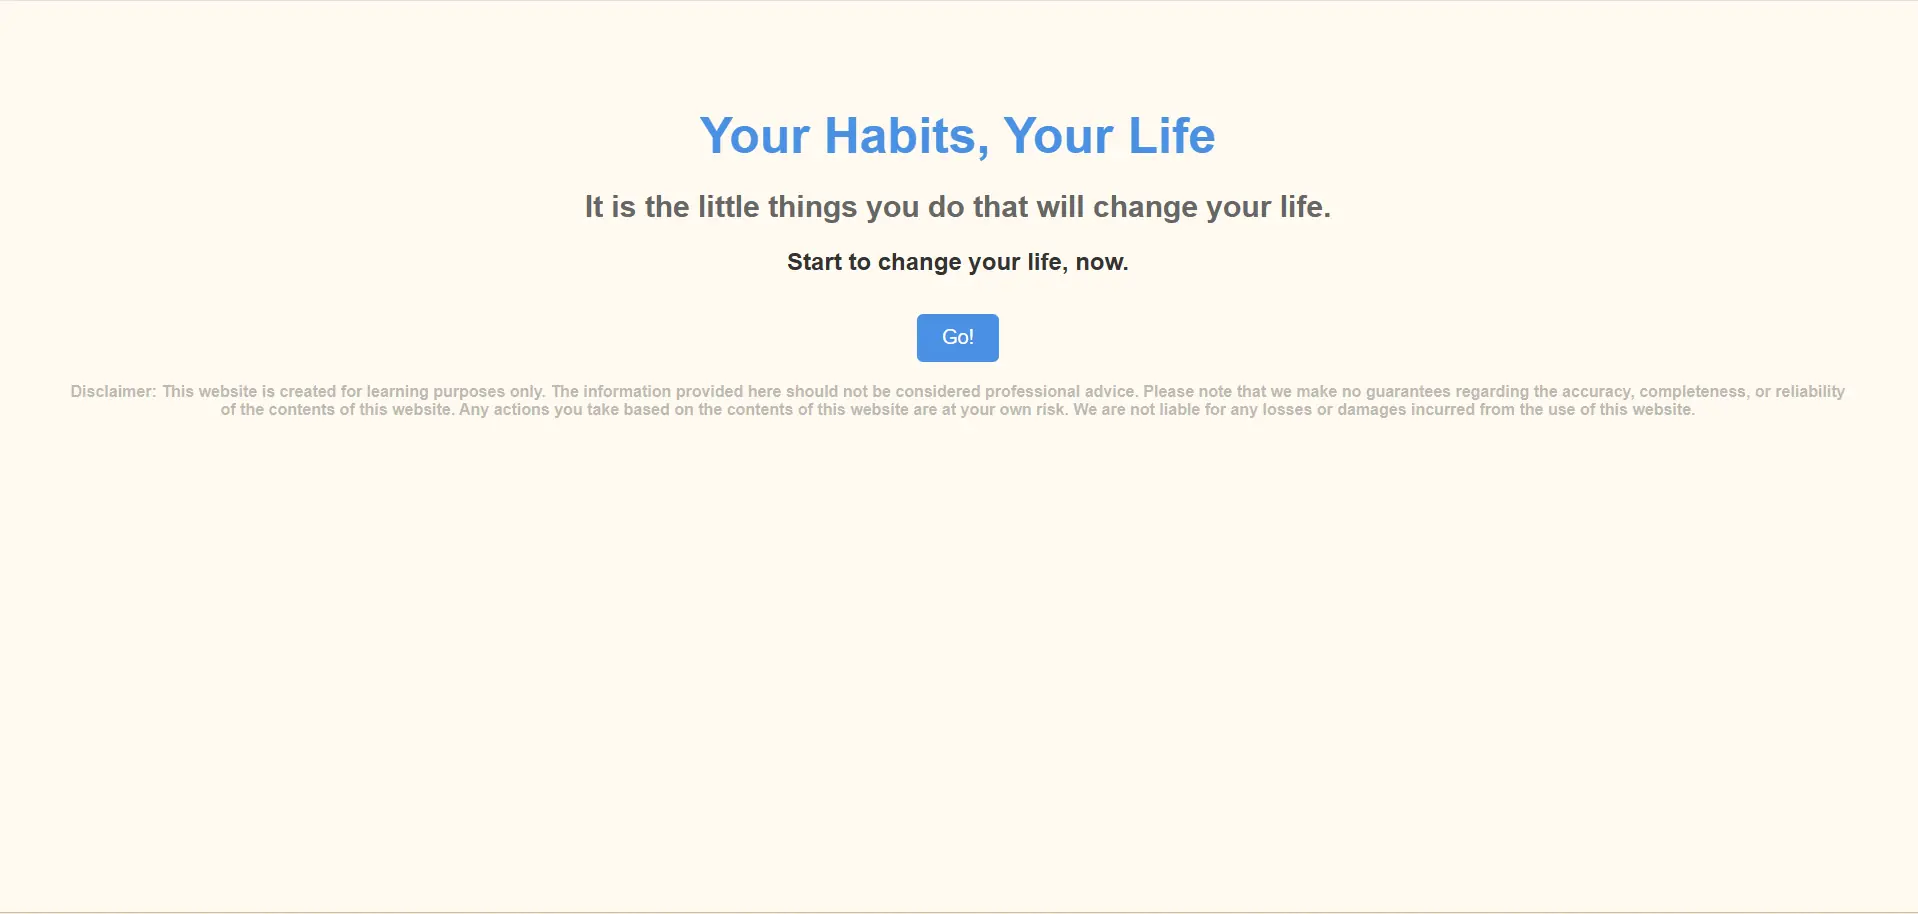 Your Habits, Your Life
It is the little things you do that will change your life.
Start to change your life, now.
Go!
Disclaimer: This website is created for learning purposes only. The information provided here should not be considered professional advice. Please note that we make no guarantees regarding the accuracy, completeness, or reliability
of the contents of this website. Any actions you take based on the contents of this website are at your own risk. We are not liable for any losses or damages incurred from the use of this website.